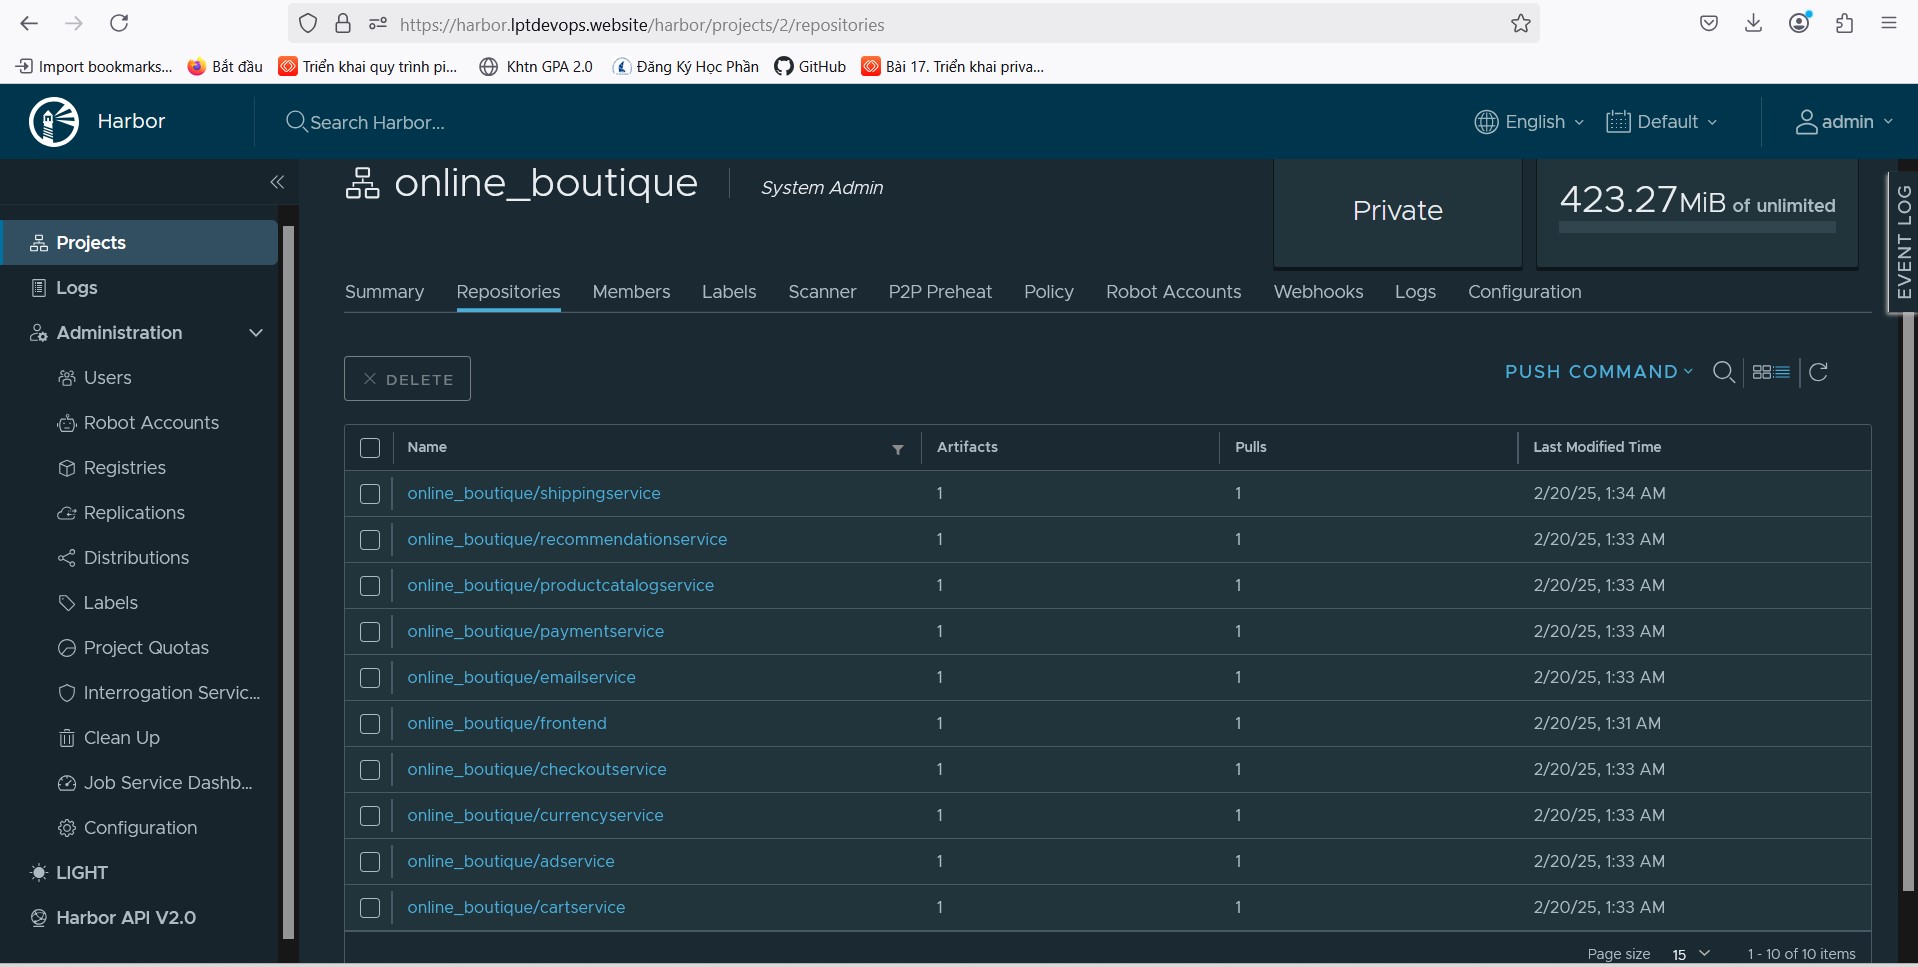 https://harbor.lptdevops.website/harbor/projects/2/repositories
Import bookmarks... Bắt đầu Triển khai quy trình pi... Khtn GPA 2.0 Đăng Ký Học Phần GitHub Bài 17. Triển khai priva...
Harbor Search Harbor... English Default admin
online_boutique System Admin
Private
423.27MiB of unlimited
EVENT LOG
Projects
Logs
Administration
Users
Robot Accounts
Registries
Replications
Distributions
Labels
Project Quotas
Interrogation Servic...
Clean Up
Job Service Dashb...
Configuration
LIGHT
Harbor API V2.0
Summary Repositories Members Labels Scanner P2P Preheat Policy Robot Accounts Webhooks Logs Configuration
DELETE PUSH COMMAND
Name Artifacts Pulls Last Modified Time
online_boutique/shippingservice 1 1 2/20/25, 1:34 AM
online_boutique/recommendationservice 1 1 2/20/25, 1:33 AM
online_boutique/productcatalogservice 1 1 2/20/25, 1:33 AM
online_boutique/paymentservice 1 1 2/20/25, 1:33 AM
online_boutique/emailservice 1 1 2/20/25, 1:33 AM
online_boutique/frontend 1 1 2/20/25, 1:31 AM
online_boutique/checkoutservice 1 1 2/20/25, 1:33 AM
online_boutique/currencyservice 1 1 2/20/25, 1:33 AM
online_boutique/adservice 1 1 2/20/25, 1:33 AM
online_boutique/cartservice 1 1 2/20/25, 1:33 AM
Page size 15 1 - 10 of 10 items